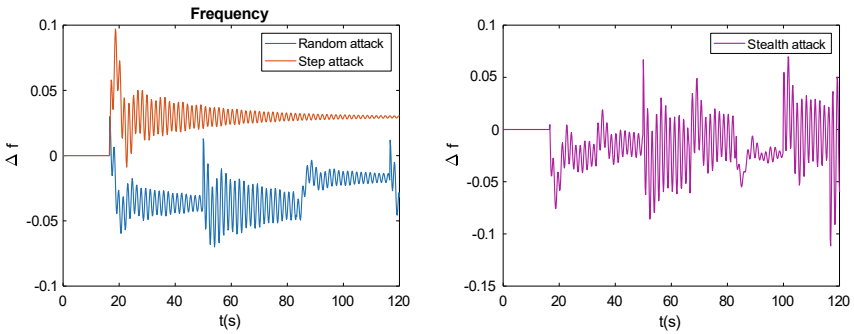 Frequency
0.1
0.05
0
-0.05
-0.1
Δ f
0 20 40 60 80 100 120
t(s)
Random attack
Step attack
0.1
0.05
0
-0.05
-0.1
-0.15
Δ f
0 20 40 60 80 100 120
t(s)
Stealth attack